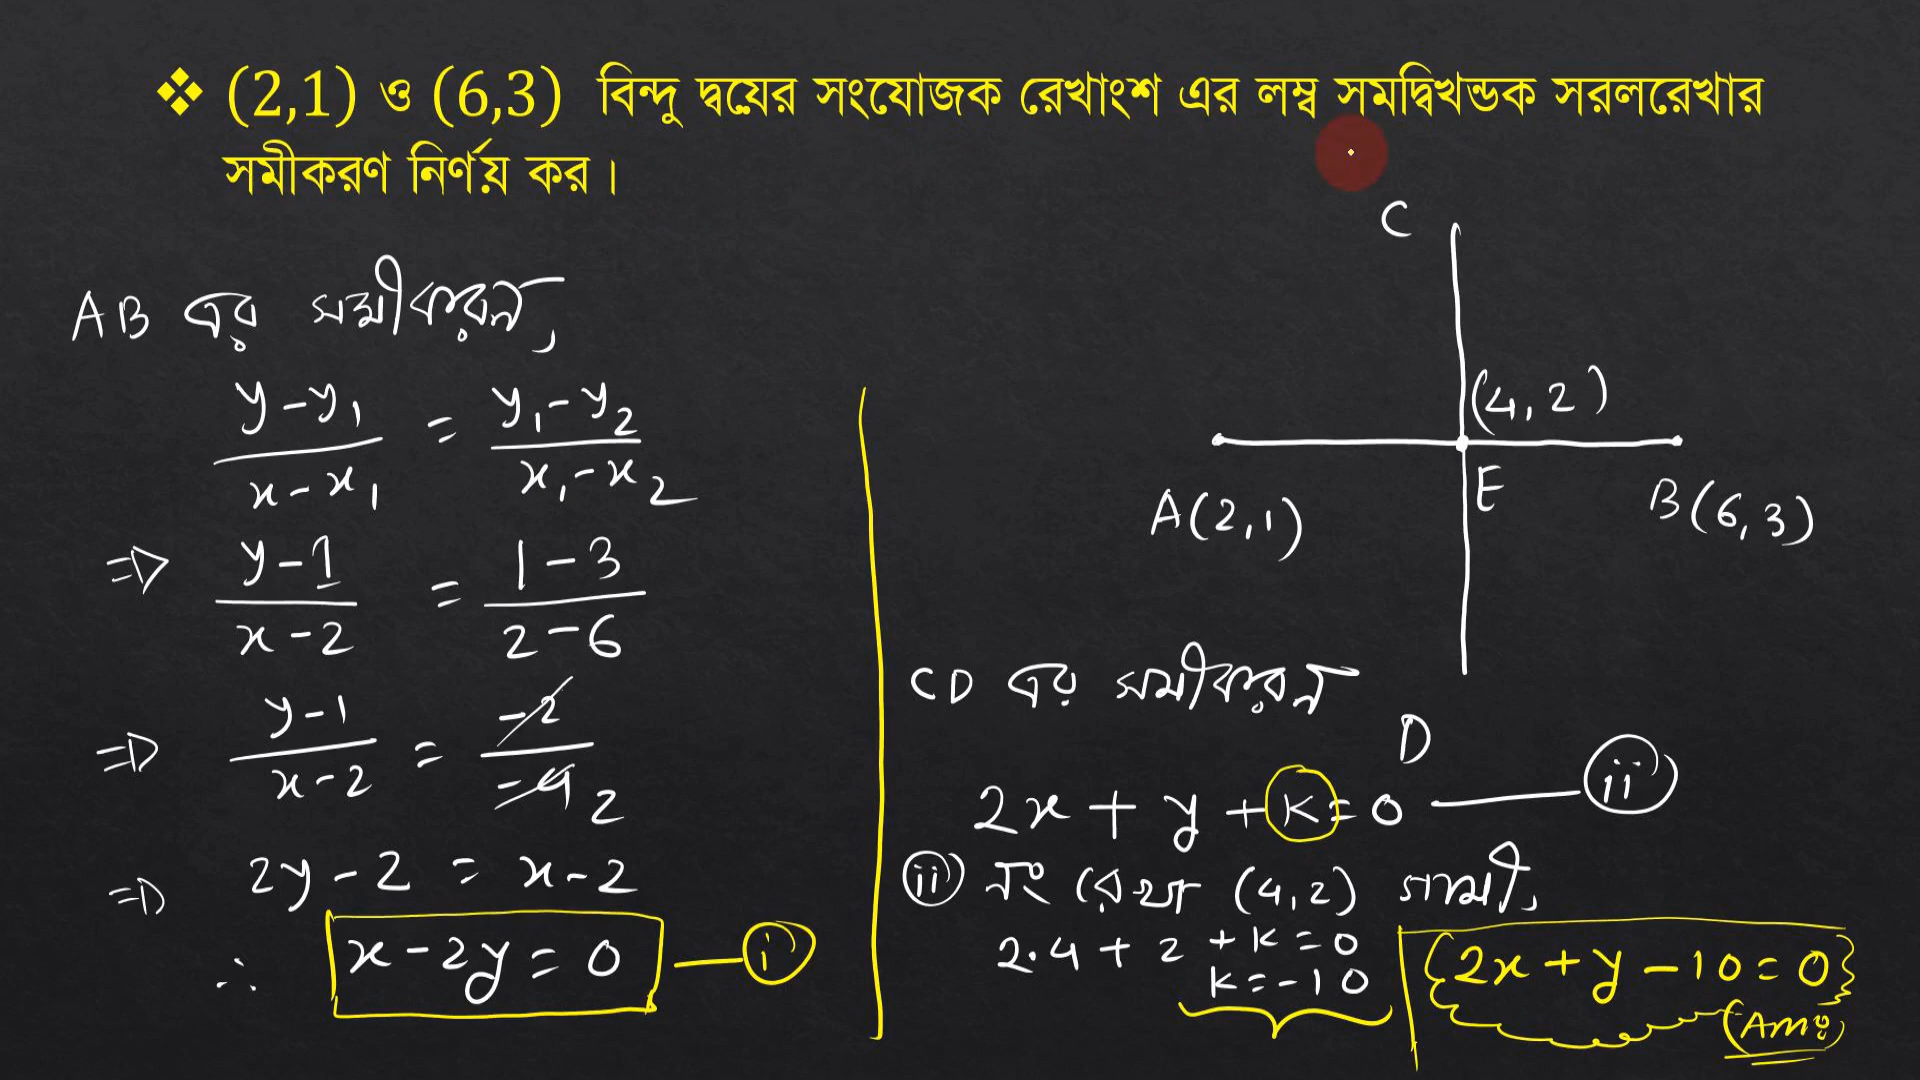 ❖ (2,1) ও (6,3) বিন্দু দ্বয়ের সংযোজক রেখাংশ এর লম্ব সমদ্বিখন্ডক সরলরেখার
সমীকরণ নির্ণয় কর।
AB এর সমীকরন,
(y-y₁)/(x-x₁) = (y₁-y₂)/(x₁-x₂)
⇒ (y-1)/(x-2) = (1-3)/(2-6)
⇒ (y-1)/(x-2) = -2/-4 2
⇒ 2y-2 = x-2
∴ x-2y=0 — (i)
C
(4,2)
E
A(2,1)
B(6,3)
D
CD এর সমীকরন
2x+y+k=0 — (ii)
(ii) নং রেখা (4,2) গামী,
2.4+2+k=0
k=-10
{2x+y-10=0}
(Ans)